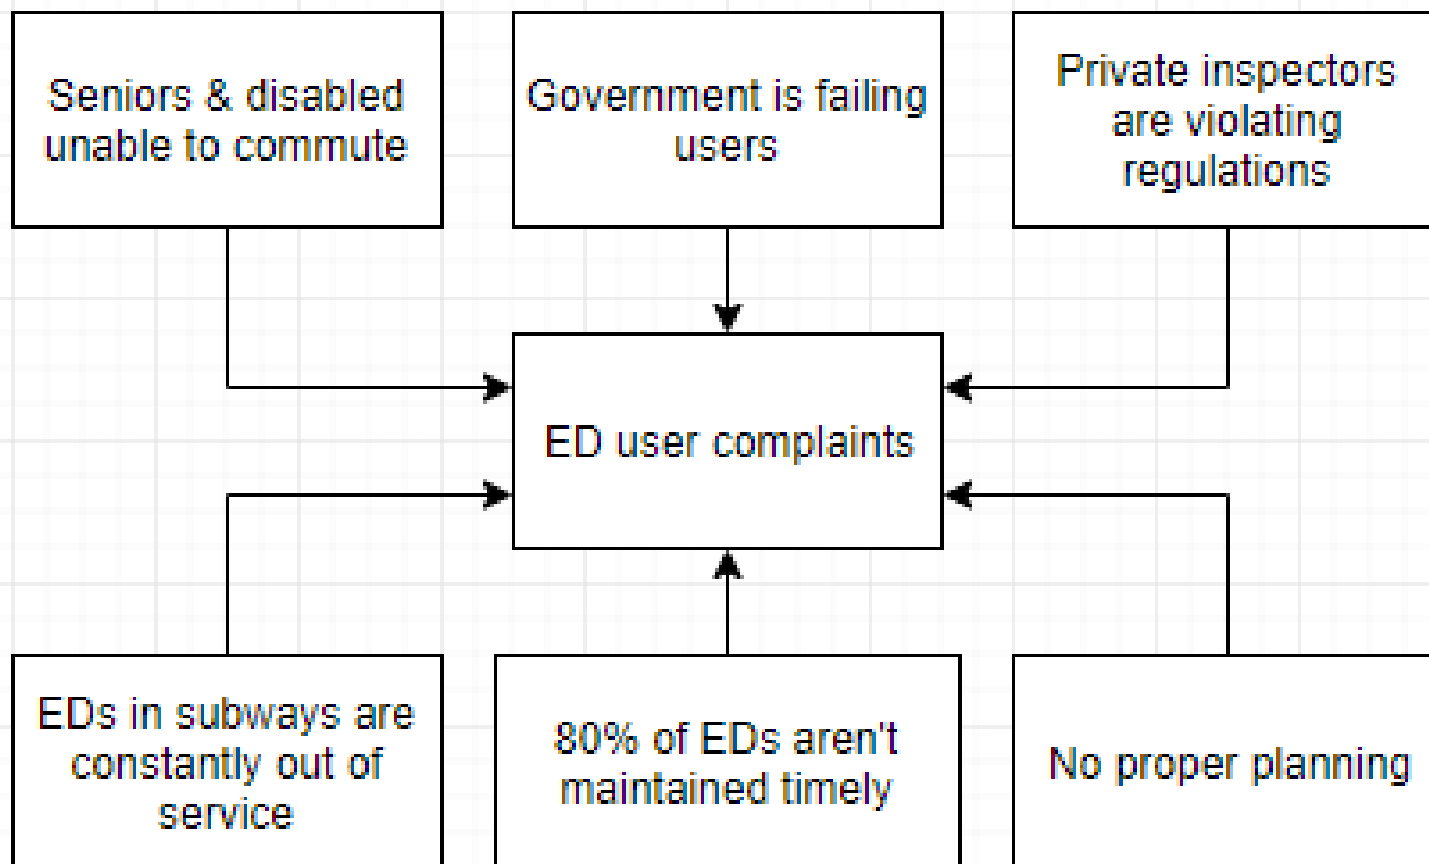 Seniors & disabled
unable to commute
Government is failing
users
Private inspectors
are violating
regulations
ED user complaints
EDs in subways are
constantly out of
service
80% of EDs aren't
maintained timely
No proper planning